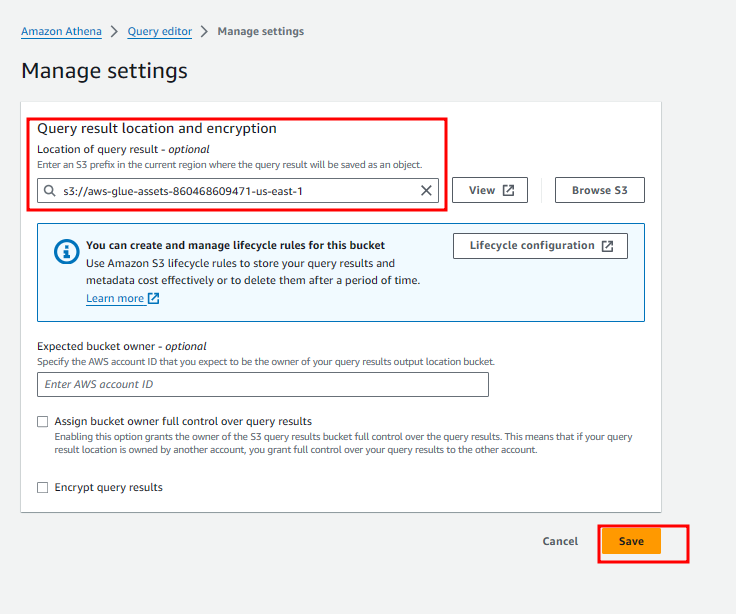 Amazon Athena > Query editor > Manage settings
Manage settings
Query result location and encryption
Location of query result - optional
Enter an S3 prefix in the current region where the query result will be saved as an object.
s3://aws-glue-assets-860468609471-us-east-1
View
Browse S3
You can create and manage lifecycle rules for this bucket
Use Amazon S3 lifecycle rules to store your query results and
metadata cost effectively or to delete them after a period of time.
Learn more
Lifecycle configuration
Expected bucket owner - optional
Specify the AWS account ID that you expect to be the owner of your query results output location bucket.
Enter AWS account ID
Assign bucket owner full control over query results
Enabling this option grants the owner of the S3 query results bucket full control over the query results. This means that if your query
result location is owned by another account, you grant full control over your query results to the other account.
Encrypt query results
Cancel
Save